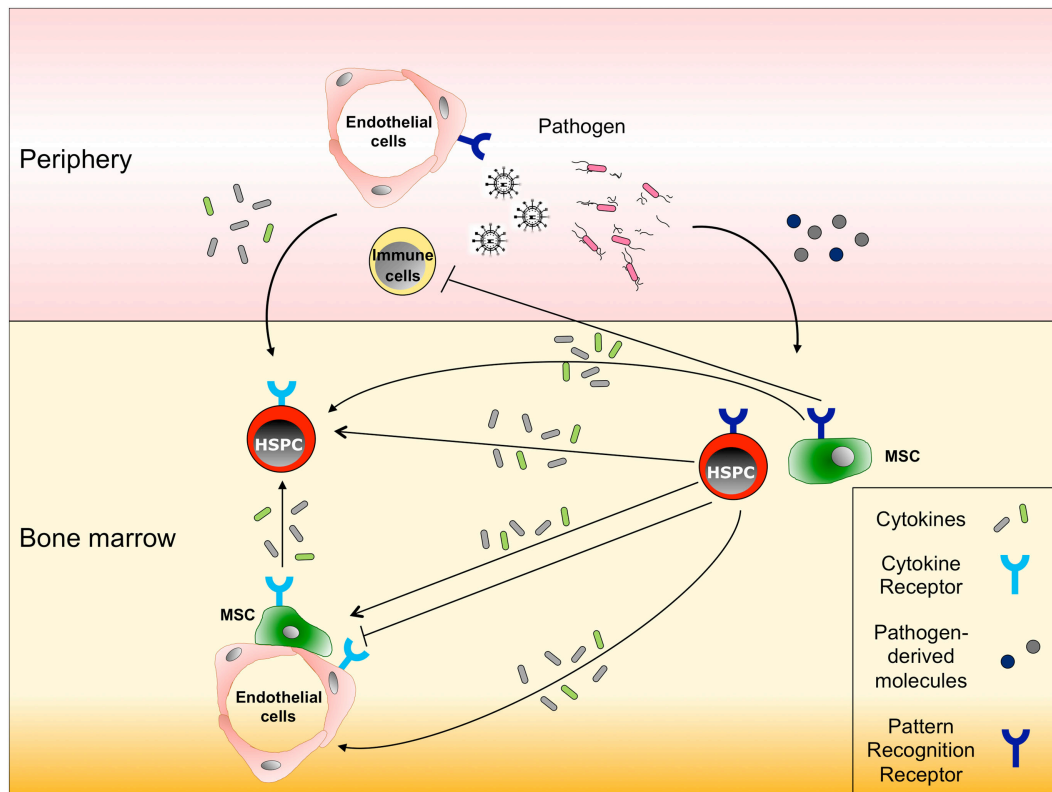 Endothelial
cells
Pathogen
Periphery
Immune
cells
HSPC
HSPC
MSC
Bone marrow
MSC
Endothelial
cells
Cytokines
Cytokine
Receptor
Pathogen-
derived
molecules
Pattern
Recognition
Receptor